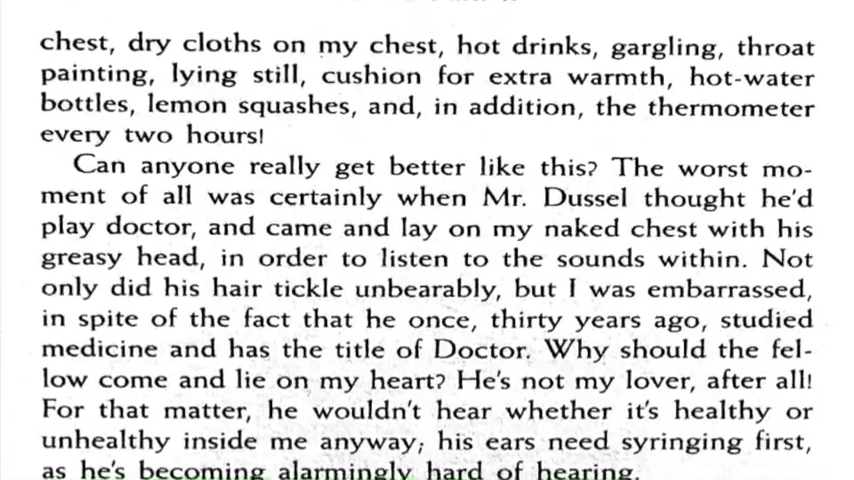 chest, dry cloths on my chest, hot drinks, gargling, throat
painting, lying still, cushion for extra warmth, hot-water
bottles, lemon squashes, and, in addition, the thermometer
every two hours!
Can anyone really get better like this? The worst mo-
ment of all was certainly when Mr. Dussel thought he'd
play doctor, and came and lay on my naked chest with his
greasy head, in order to listen to the sounds within. Not
only did his hair tickle unbearably, but I was embarrassed,
in spite of the fact that he once, thirty years ago, studied
medicine and has the title of Doctor. Why should the fel-
low come and lie on my heart? He's not my lover, after all!
For that matter, he wouldn't hear whether it's healthy or
unhealthy inside me anyway; his ears need syringing first,
as he's becoming alarmingly hard of hearing.